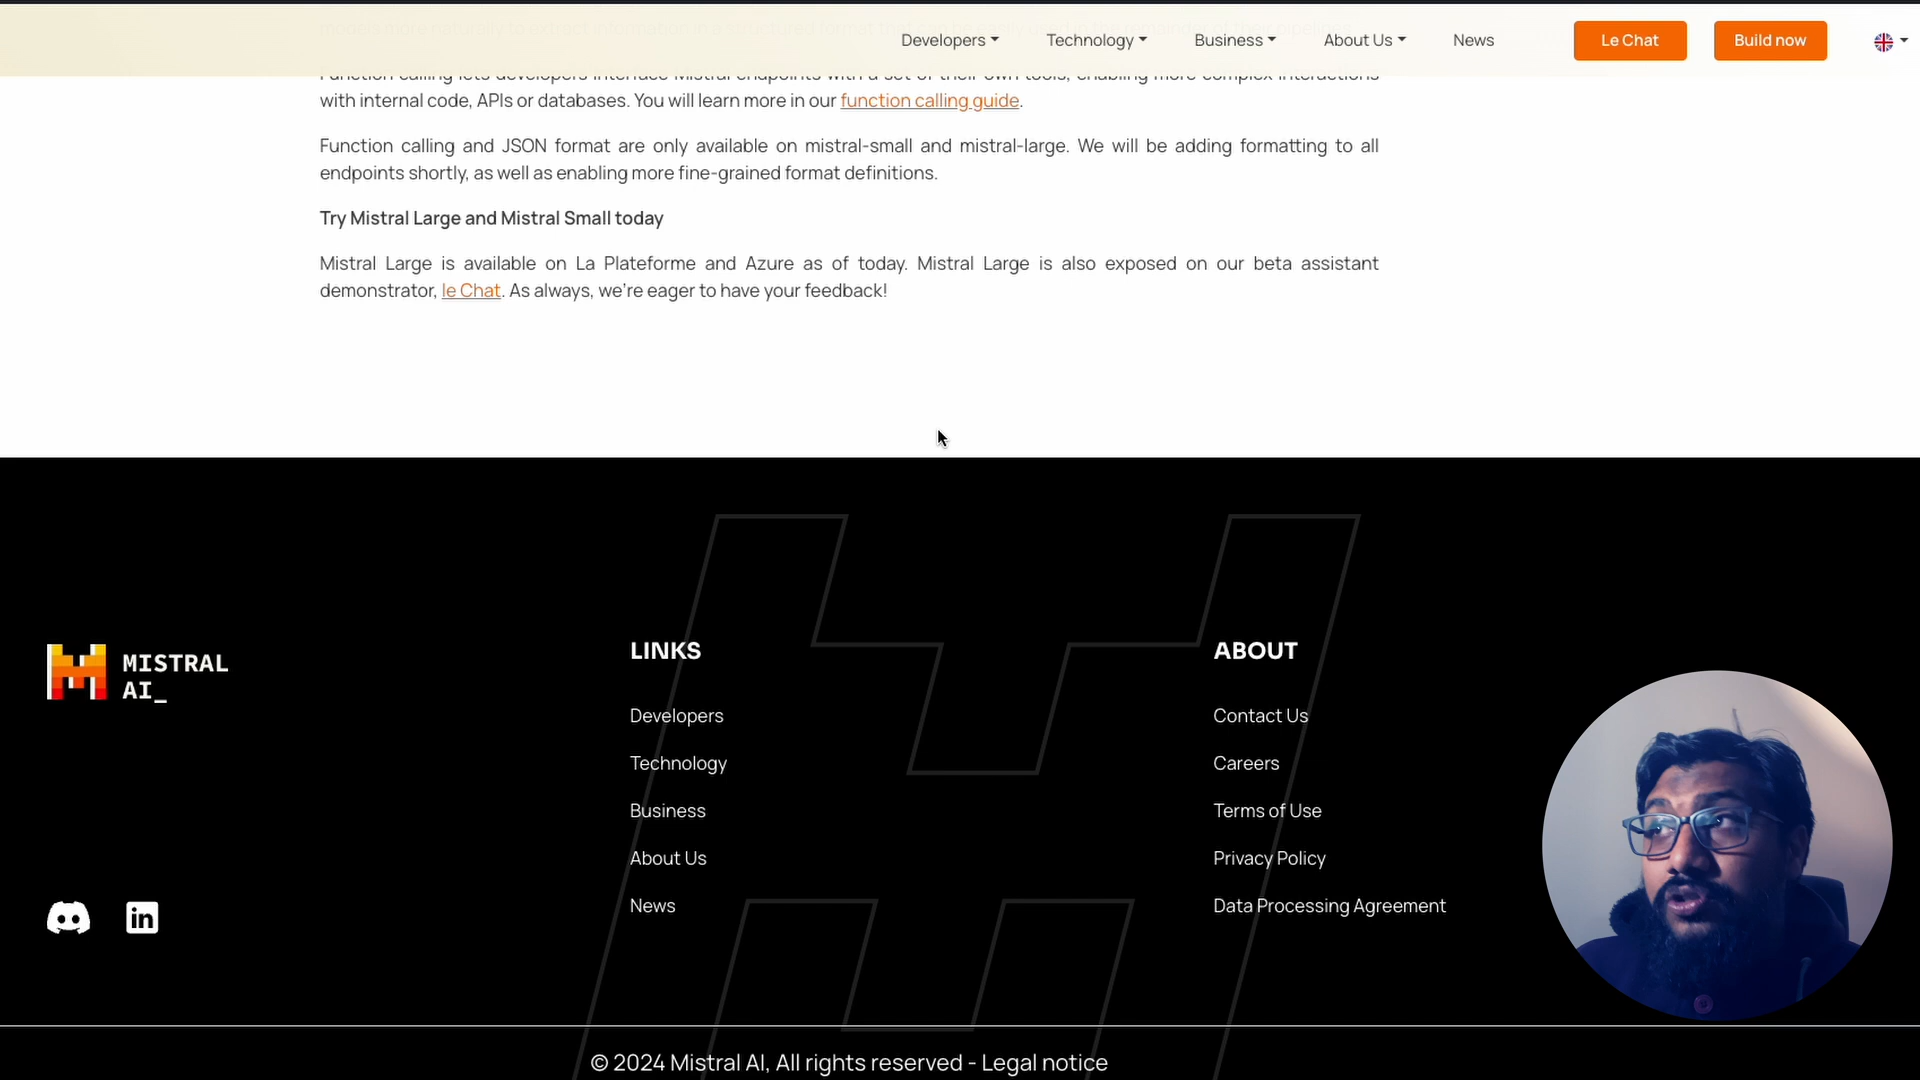 Developers Technology Business About Us News Le Chat Build now
Function calling lets developers interface Mistral endpoints with a set of their own tools, enabling more complex interactions
with internal code, APIs or databases. You will learn more in our function calling guide.
Function calling and JSON format are only available on mistral-small and mistral-large. We will be adding formatting to all
endpoints shortly, as well as enabling more fine-grained format definitions.
Try Mistral Large and Mistral Small today
Mistral Large is available on La Plateforme and Azure as of today. Mistral Large is also exposed on our beta assistant
demonstrator, le Chat. As always, we're eager to have your feedback!
MISTRAL
AI_
LINKS
Developers
Technology
Business
About Us
News
ABOUT
Contact Us
Careers
Terms of Use
Privacy Policy
Data Processing Agreement
in
© 2024 Mistral AI, All rights reserved - Legal notice